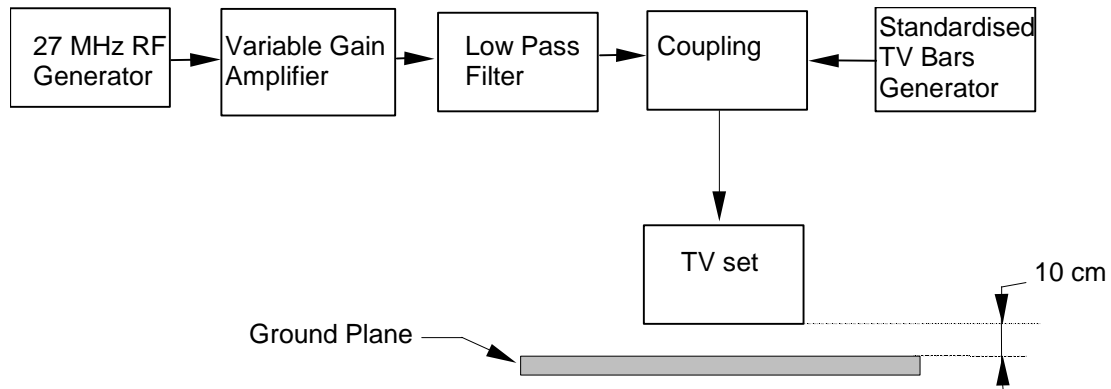 27 MHz RF
Generator
Variable Gain
Amplifier
Low Pass
Filter
Coupling
Standardised
TV Bars
Generator
TV set
10 cm
Ground Plane